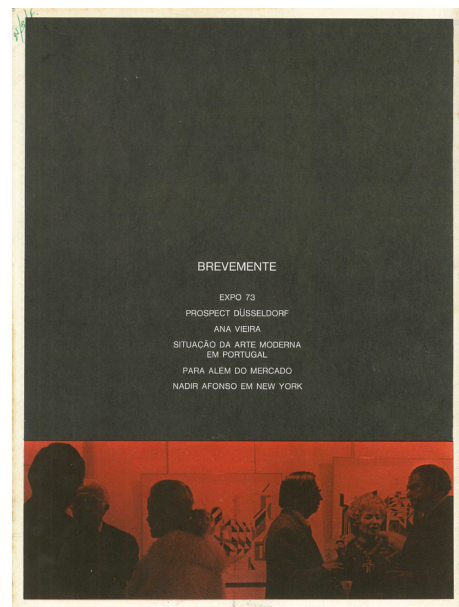 BREVEMENTE
EXPO 73
PROSPECT DÜSSELDORF
ANA VIEIRA
SITUAÇÃO DA ARTE MODERNA
EM PORTUGAL
PARA ALÉM DO MERCADO
NADIR AFONSO EM NEW YORK